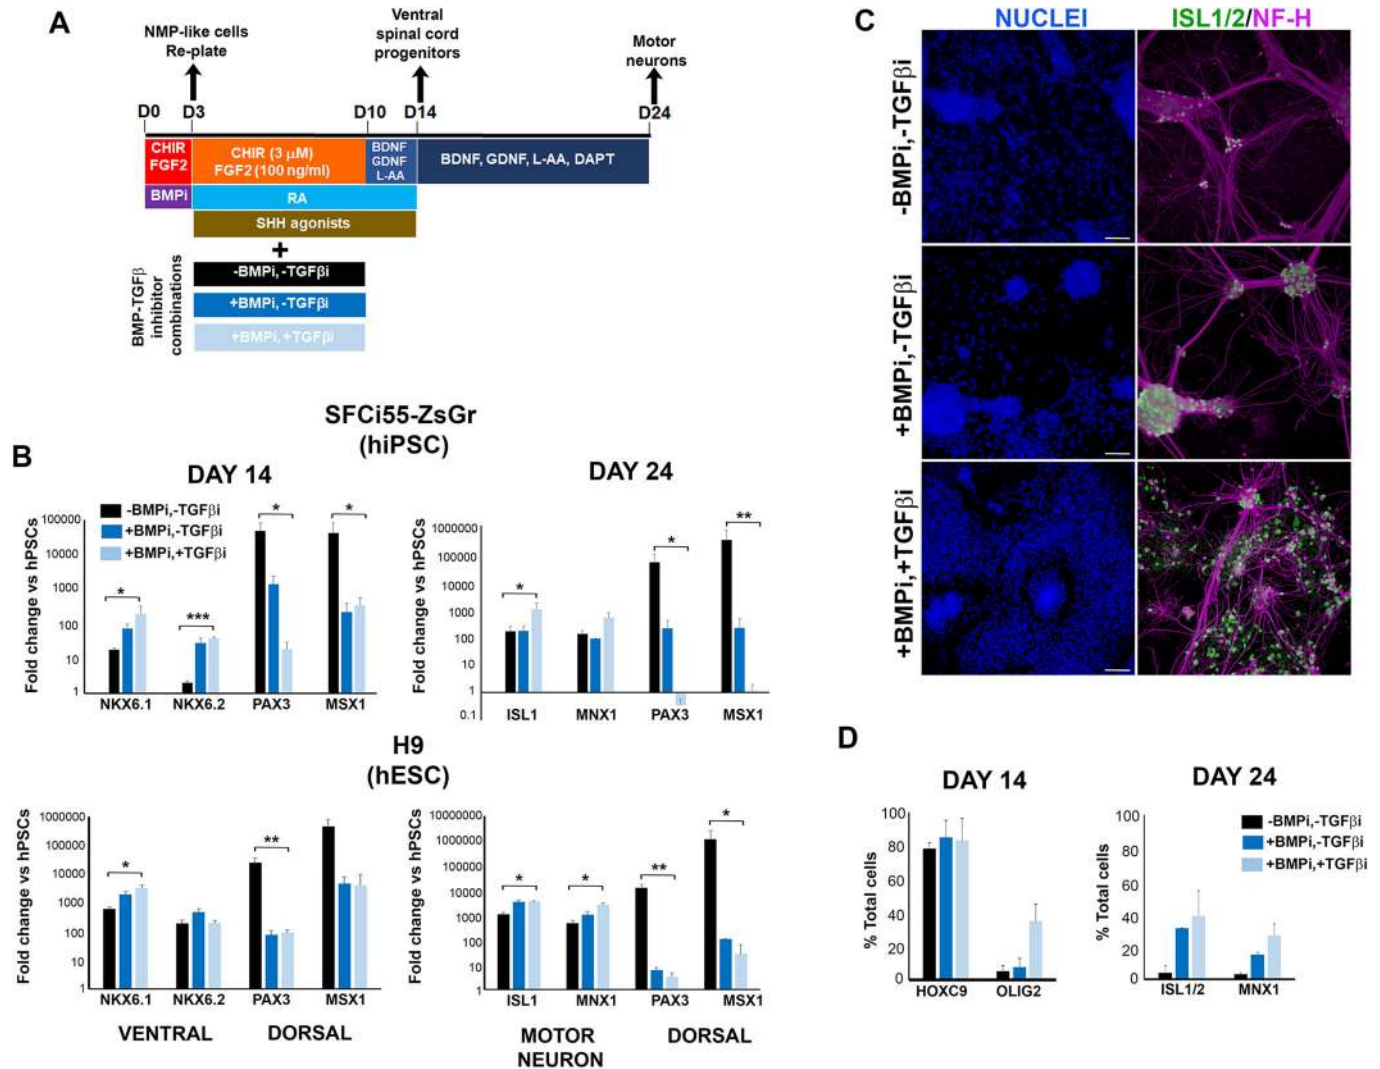 A
NMP-like cells
Re-plate
Ventral
spinal cord
progenitors
Motor
neurons
D0 D3 D10 D14 D24
CHIR
FGF2
CHIR (3 μM)
FGF2 (100 ng/ml)
BDNF
GDNF
L-AA
BDNF, GDNF, L-AA, DAPT
BMPi
RA
SHH agonists
+
BMP-TGFβ
inhibitor
combinations
-BMPi,-TGFβi
+BMPi,-TGFβi
+BMPi,+TGFβi
SFCi55-ZsGr
(hiPSC)
B
DAY 14
Fold change vs hPSCs
100000
10000
1000
100
10
1
-BMPi,-TGFβi
+BMPi,-TGFβi
+BMPi,+TGFβi
*
***
*
*
NKX6.1 NKX6.2 PAX3 MSX1
DAY 24
Fold change vs hPSCs
1000000
100000
10000
1000
100
10
1
0.1
*
*
**
ISL1 MNX1 PAX3 MSX1
H9
(hESC)
Fold change vs hPSCs
1000000
100000
10000
1000
100
10
1
*
**
NKX6.1 NKX6.2 PAX3 MSX1
VENTRAL DORSAL
Fold change vs hPSCs
10000000
1000000
100000
10000
1000
100
10
1
*
*
**
*
ISL1 MNX1 PAX3 MSX1
MOTOR
NEURON
DORSAL
C
NUCLEI ISL1/2/NF-H
-BMPi,-TGFβi
+BMPi,-TGFβi
+BMPi,+TGFβi
D
DAY 14
% Total cells
100
80
60
40
20
0
HOXC9 OLIG2
DAY 24
% Total cells
100
80
60
40
20
0
-BMPi,-TGFβi
+BMPi,-TGFβi
+BMPi,+TGFβi
ISL1/2 MNX1